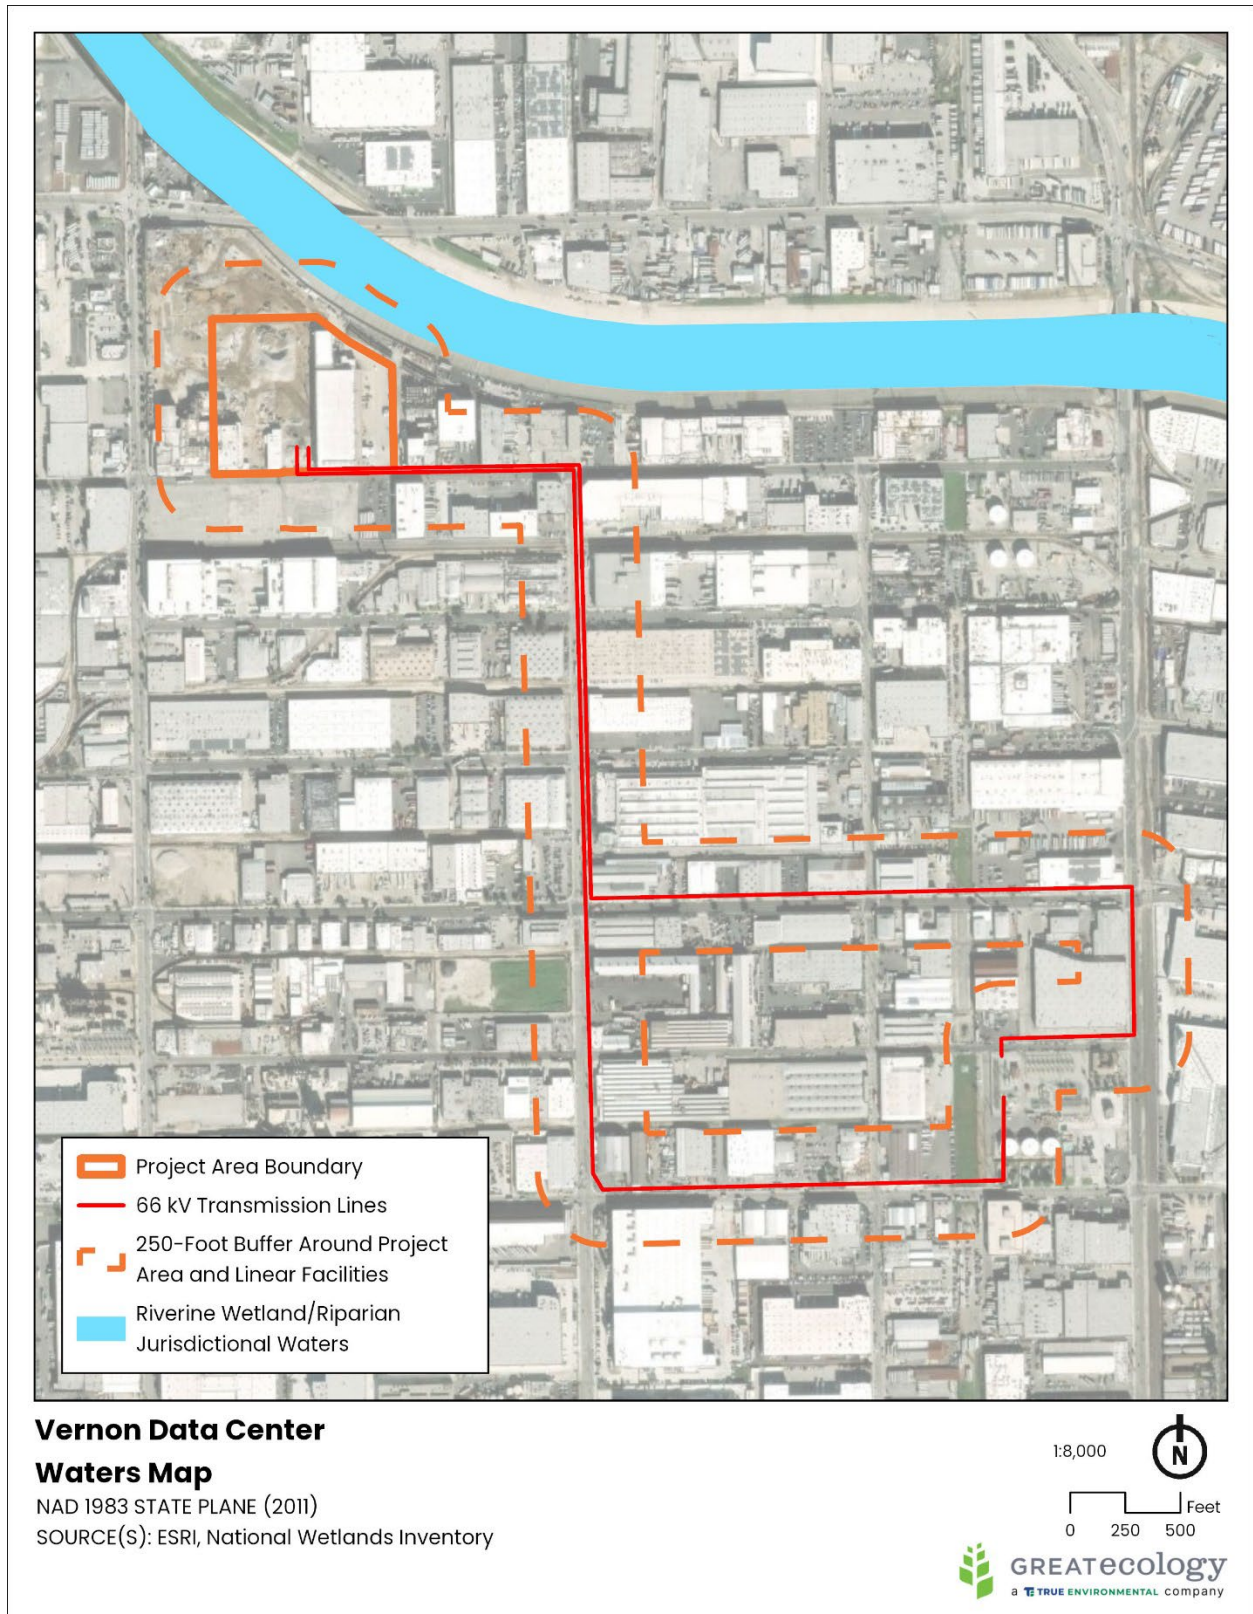 Project Area Boundary
66 kV Transmission Lines
250-Foot Buffer Around Project
Area and Linear Facilities
Riverine Wetland/Riparian
Jurisdictional Waters
Vernon Data Center
Waters Map
NAD 1983 STATE PLANE (2011)
SOURCE(S): ESRI, National Wetlands Inventory
1:8,000
N
Feet
0 250 500
GREATecology
a TE TRUE ENVIRONMENTAL company